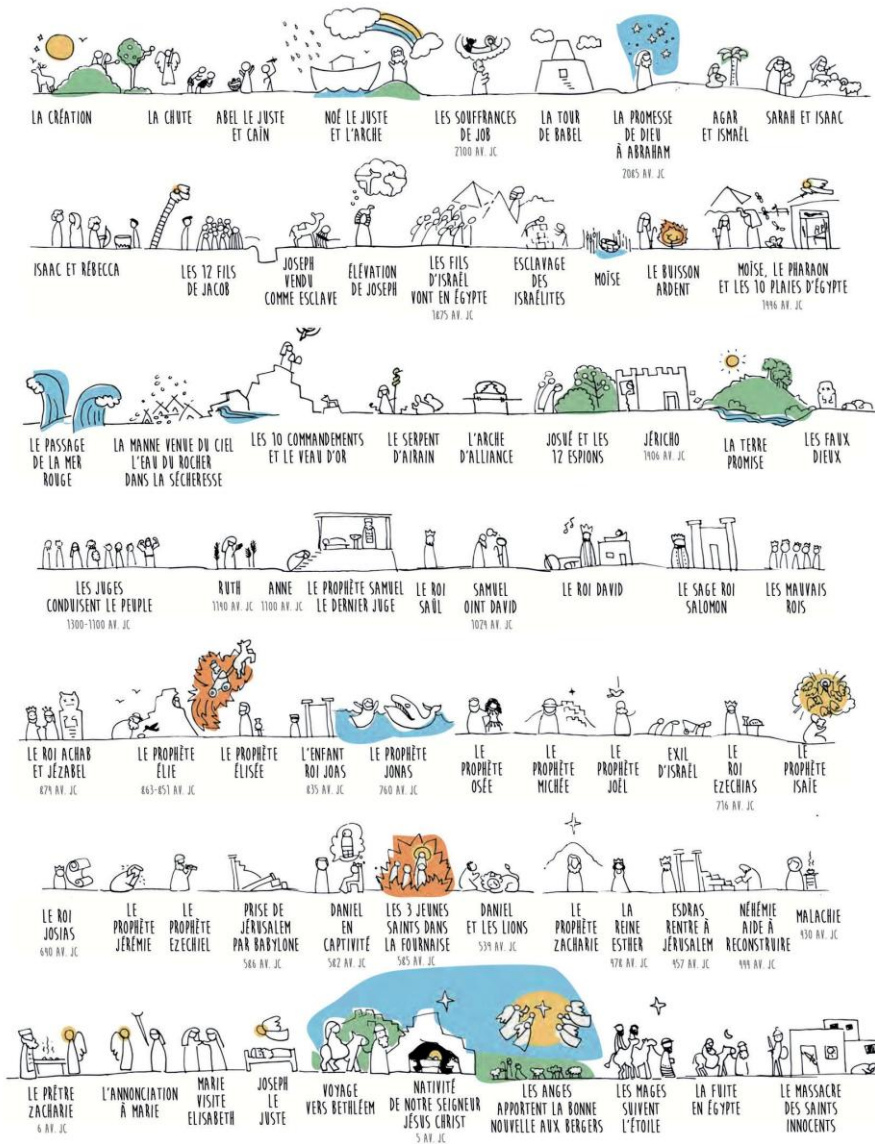 LA CRÉATION
LA CHUTE
ABEL LE JUSTE
ET CAÏN
NOÉ LE JUSTE
ET L'ARCHE
LES SOUFFRANCES
DE JOB
2100 AV. JC
LA TOUR
DE BABEL
LA PROMESSE
DE DIEU
À ABRAHAM
2085 AV. JC
AGAR
ET ISMAËL
SARAH ET ISAAC
ISAAC ET RÉBECCA
LES 12 FILS
DE JACOB
JOSEPH
VENDU
COMME ESCLAVE
ÉLÉVATION
DE JOSEPH
LES FILS
D'ISRAËL
VONT EN ÉGYPTE
1875 AV. JC
ESCLAVAGE
DES
ISRAÉLITES
MOÏSE
LE BUISSON
ARDENT
MOÏSE, LE PHARAON
ET LES 10 PLAIES D'ÉGYPTE
1446 AV. JC
LE PASSAGE
DE LA MER
ROUGE
LA MANNE VENUE DU CIEL
L'EAU DU ROCHER
DANS LA SÉCHERESSE
LES 10 COMMANDEMENTS
ET LE VEAU D'OR
LE SERPENT
D'AIRAIN
L'ARCHE
D'ALLIANCE
JOSUÉ ET LES
12 ESPIONS
JÉRICHO
1406 AV. JC
LA TERRE
PROMISE
LES FAUX
DIEUX
LES JUGES
CONDUISENT LE PEUPLE
1300-1100 AV. JC
RUTH
1140 AV. JC
ANNE
1100 AV. JC
LE PROPHÈTE SAMUEL
LE DERNIER JUGE
LE ROI
SAÜL
SAMUEL
OINT DAVID
1024 AV. JC
LE ROI DAVID
LE SAGE ROI
SALOMON
LES MAUVAIS
ROIS
LE ROI ACHAB
ET JÉZABEL
874 AV. JC
LE PROPHÈTE
ÉLIE
863-851 AV. JC
LE PROPHÈTE
ÉLISÉE
L'ENFANT
ROI JOAS
835 AV. JC
LE PROPHÈTE
JONAS
760 AV. JC
LE
PROPHÈTE
OSÉE
LE
PROPHÈTE
MICHÉE
LE
PROPHÈTE
JOËL
EXIL
D'ISRAËL
LE
ROI
EZECHIAS
716 AV. JC
LE
PROPHÈTE
ISAÏE
LE ROI
JOSIAS
640 AV. JC
LE
PROPHÈTE
JÉRÉMIE
LE
PROPHÈTE
EZECHIEL
PRISE DE
JÉRUSALEM
PAR BABYLONE
586 AV. JC
DANIEL
EN
CAPTIVITÉ
582 AV. JC
LES 3 JEUNES
SAINTS DANS
LA FOURNAISE
585 AV. JC
DANIEL
ET LES LIONS
539 AV. JC
LE
PROPHÈTE
ZACHARIE
LA
REINE
ESTHER
478 AV. JC
ESDRAS
RENTRE À
JÉRUSALEM
457 AV. JC
NÉHÉMIE
AIDE À
RECONSTRUIRE
444 AV. JC
MALACHIE
430 AV. JC
LE PRÊTRE
ZACHARIE
6 AV. JC
L'ANNONCIATION
À MARIE
MARIE
VISITE
ELISABETH
JOSEPH
LE
JUSTE
VOYAGE
VERS BETHLÉEM
NATIVITÉ
DE NOTRE SEIGNEUR
JÉSUS CHRIST
5 AV. JC
LES ANGES
APPORTENT LA BONNE
NOUVELLE AUX BERGERS
LES MAGES
SUIVENT
L'ÉTOILE
LA FUITE
EN ÉGYPTE
LE MASSACRE
DES SAINTS
INNOCENTS